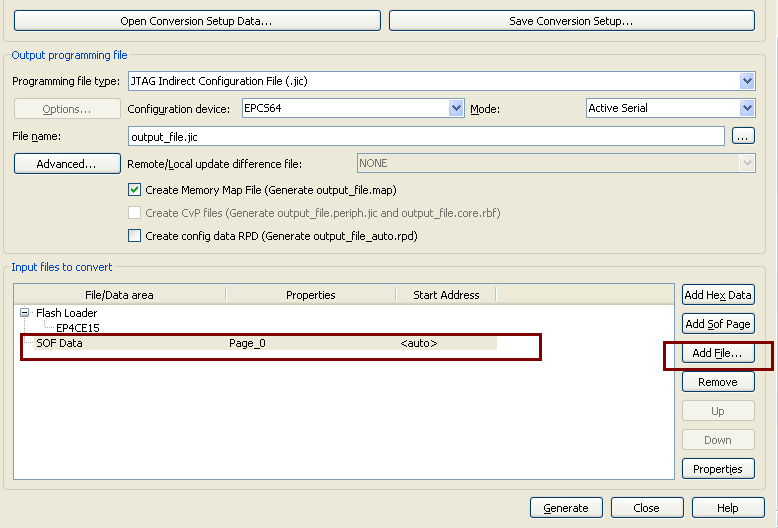 Open Conversion Setup Data... Save Conversion Setup...
Output programming file
Programming file type: JTAG Indirect Configuration File (.jic)
Options... Configuration device: EPCS64 Mode: Active Serial
File name: output_file.jic ...
Advanced... Remote/Local update difference file: NONE
Create Memory Map File (Generate output_file.map)
Create CvP files (Generate output_file.periph.jic and output_file.core.rbf)
Create config data RPD (Generate output_file_auto.rpd)
Input files to convert
File/Data area Properties Start Address Add Hex Data
Flash Loader
EP4CE15 Add Sof Page
SOF Data Page_0 <auto> Add File...
Remove
Up
Down
Properties
Generate Close Help